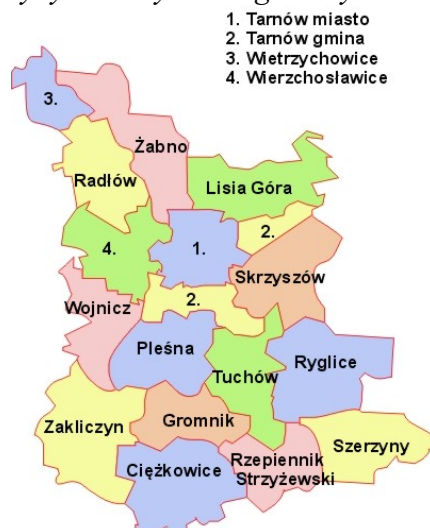 1. Tarnów miasto
2. Tarnów gmina
3. Wietrzychowice
4. Wierzchosławice
3.
Żabno
Radłów
Lisia Góra
2.
4.
1.
Skrzyszów
2.
Wojnicz
Pleśna
Ryglice
Tuchów
Zakliczyn
Gromnik
Szerzyny
Ciężkowice
Rzepiennik
Strzyżewski